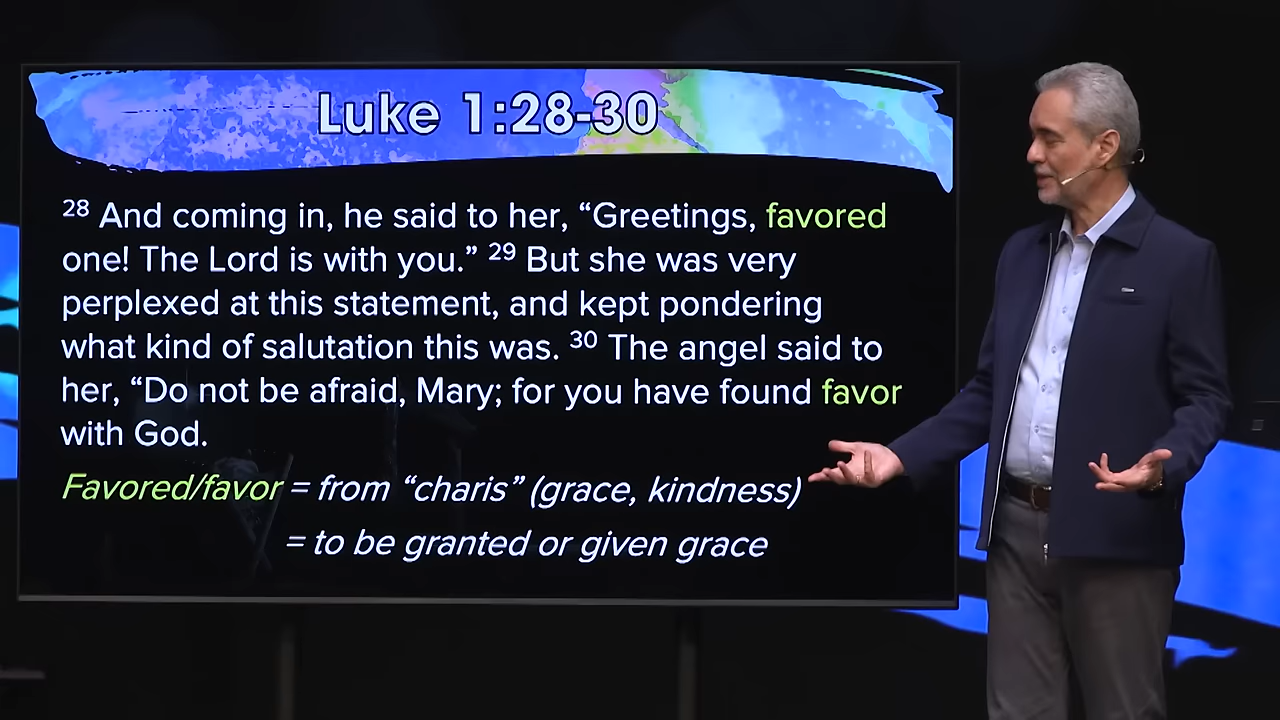 Luke 1:28-30
²⁸ And coming in, he said to her, “Greetings, favored
one! The Lord is with you.” ²⁹ But she was very
perplexed at this statement, and kept pondering
what kind of salutation this was. ³⁰ The angel said to
her, “Do not be afraid, Mary; for you have found favor
with God.
Favored/favor = from “charis” (grace, kindness)
= to be granted or given grace